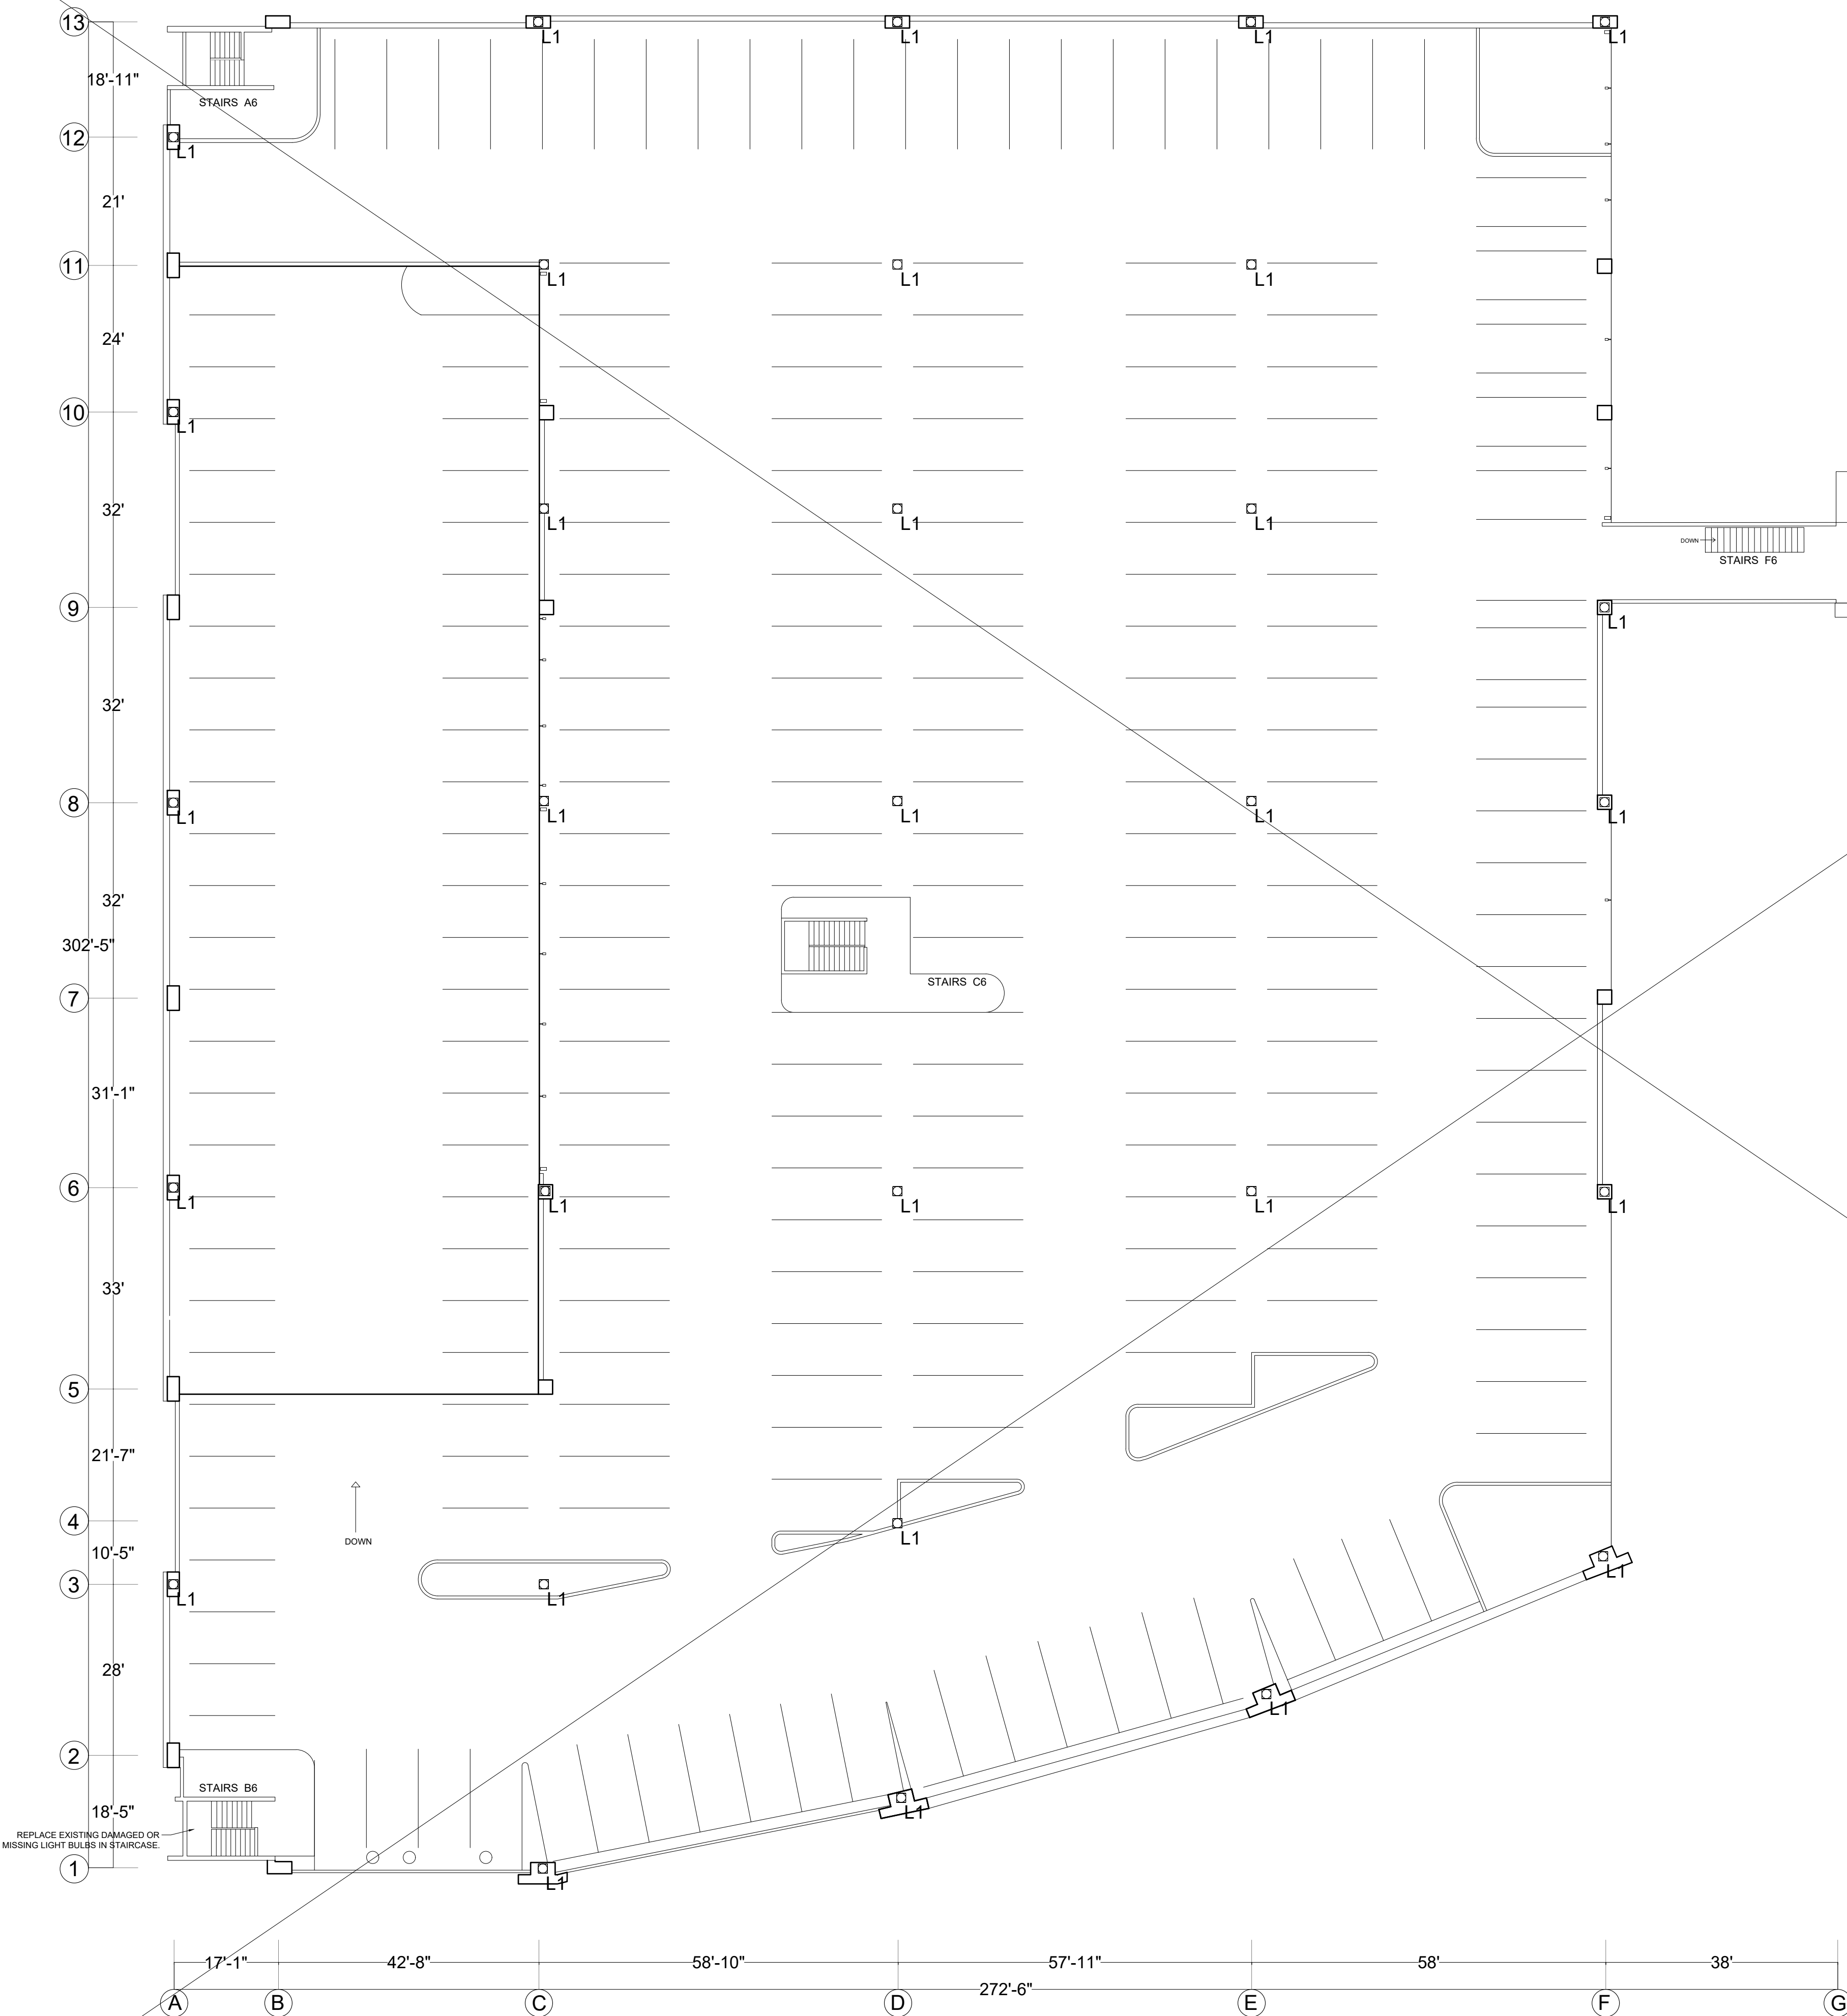 13
L1
L1
L1
L1
18'-11"
STAIRS A6
12
L1
21'
11
L1
L1
L1
24'
10
L1
32'
L1
L1
L1
DOWN
STAIRS F6
9
L1
32'
8
L1
L1
L1
L1
L1
32'
302'-5"
STAIRS C6
7
31'-1"
6
L1
L1
L1
L1
L1
33'
5
21'-7"
4
DOWN
L1
10'-5"
3
L1
L1
L1
28'
L1
2
STAIRS B6
18'-5"
L1
REPLACE EXISTING DAMAGED OR
MISSING LIGHT BULBS IN STAIRCASE.
1
L1
17'-1"
42'-8"
58'-10"
57'-11"
58'
38'
272'-6"
A
B
C
D
E
F
G